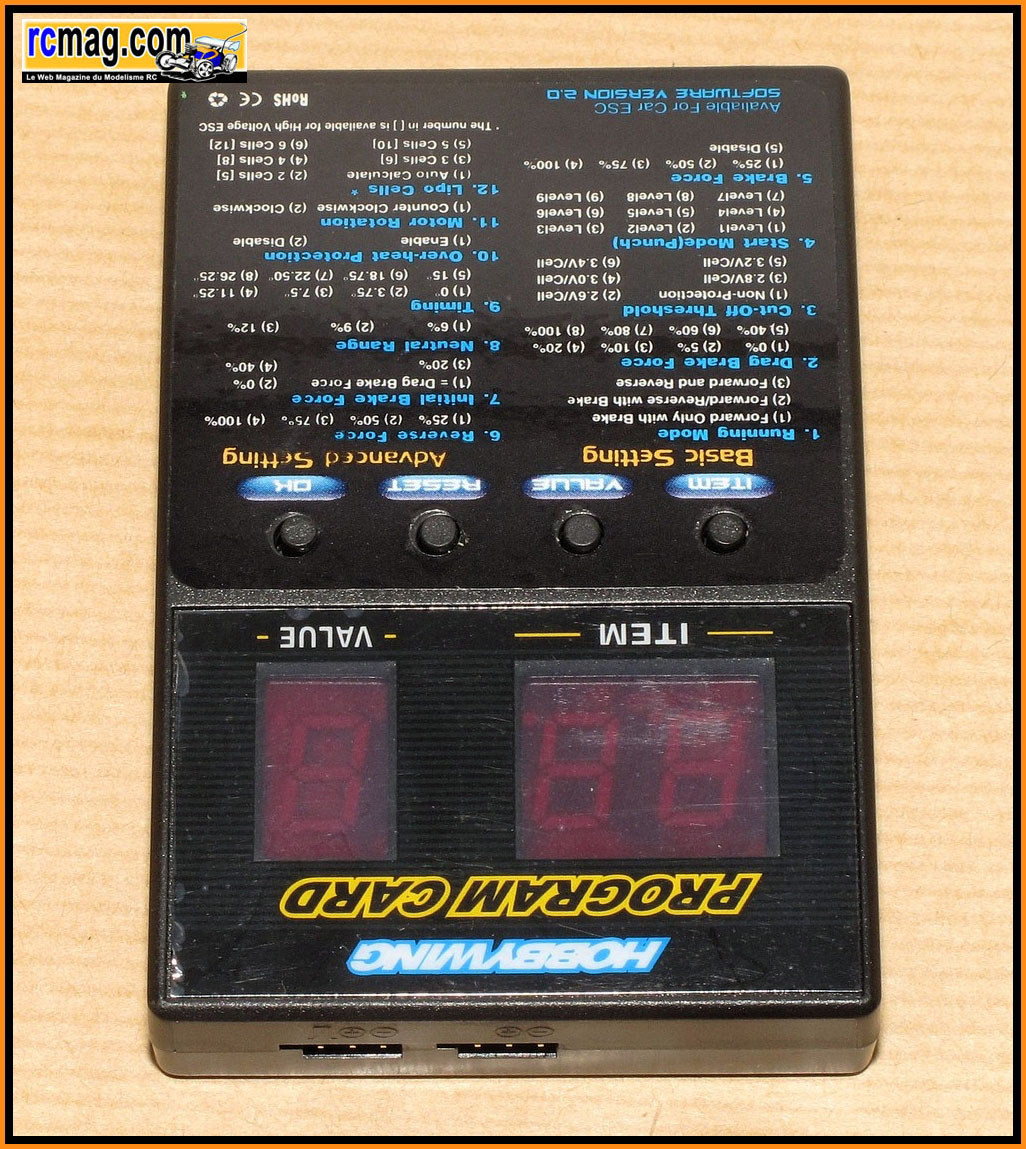 rcmag.com
Le Web Magazine du Modelisme RC
HOBBYWING
PROGRAM CARD
ITEM
VALUE
ITEM
VALUE
RESET
OK
Basic Setting
1. Running Mode
(1) Forward Only with Brake
(2) Forward/Reverse with Brake
(3) Forward and Reverse
2. Drag Brake Force
(1) 0% (2) 5% (3) 10% (4) 20%
(5) 40% (6) 60% (7) 80% (8) 100%
3. Cut-Off Threshold
(1) Non-Protection (2) 2.6V/Cell
(3) 2.8V/Cell (4) 3.0V/Cell
(5) 3.2V/Cell (6) 3.4V/Cell
4. Start Mode(Punch)
(1) Level1 (2) Level2 (3) Level3
(4) Level4 (5) Level5 (6) Level6
(7) Level7 (8) Level8 (9) Level9
5. Brake Force
(1) 25% (2) 50% (3) 75% (4) 100%
(5) Disable
Avaliable For Car ESC
SOFTWARE VERSION 2.0
Advanced Setting
6. Reverse Force
(1) 25% (2) 50% (3) 75% (4) 100%
7. Initial Brake Force
(1) = Drag Brake Force (2) 0%
(3) 20% (4) 40%
8. Neutral Range
(1) 6% (2) 9% (3) 12%
9. Timing
(1) 0° (2) 3.75° (3) 7.5° (4) 11.25°
(5) 15° (6) 18.75° (7) 22.50° (8) 26.25°
10. Over-heat Protection
(1) Enable (2) Disable
11. Motor Rotation
(1) Counter Clockwise (2) Clockwise
12. Lipo Cells *
(1) Auto Calculate (2) 2 Cells [5]
(3) 3 Cells [6] (4) 4 Cells [8]
(5) 5 Cells [10] (6) 6 Cells [12]
* The number in [ ] is available for High Voltage ESC
RoHS CE